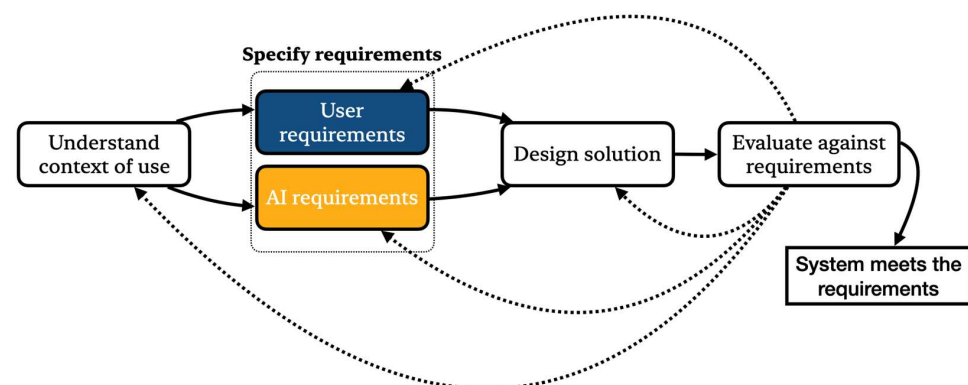 Specify requirements
User
requirements
Understand
context of use
AI requirements
Design solution
Evaluate against
requirements
System meets the
requirements